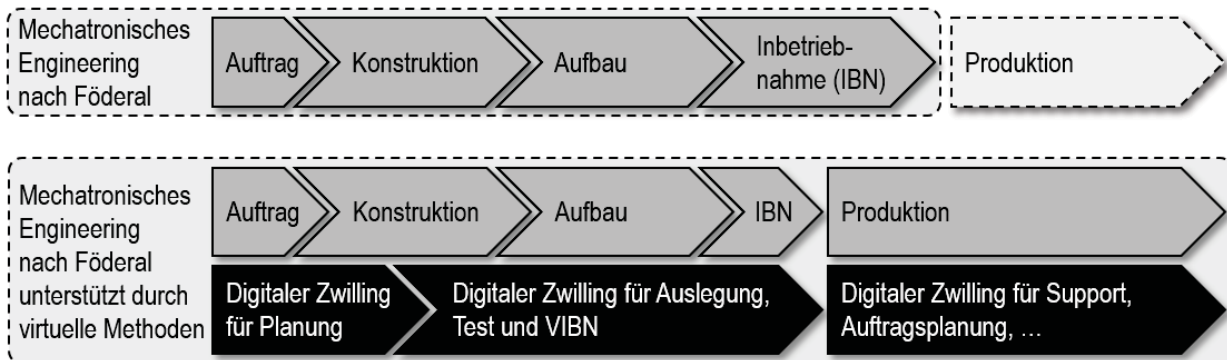 Mechatronisches
Engineering
nach Föderal
Auftrag
Konstruktion
Aufbau
Inbetrieb-
nahme (IBN)
Produktion
Mechatronisches
Engineering
nach Föderal
unterstützt durch
virtuelle Methoden
Auftrag
Konstruktion
Aufbau
IBN
Produktion
Digitaler Zwilling
für Planung
Digitaler Zwilling für Auslegung,
Test und VIBN
Digitaler Zwilling für Support,
Auftragsplanung, …